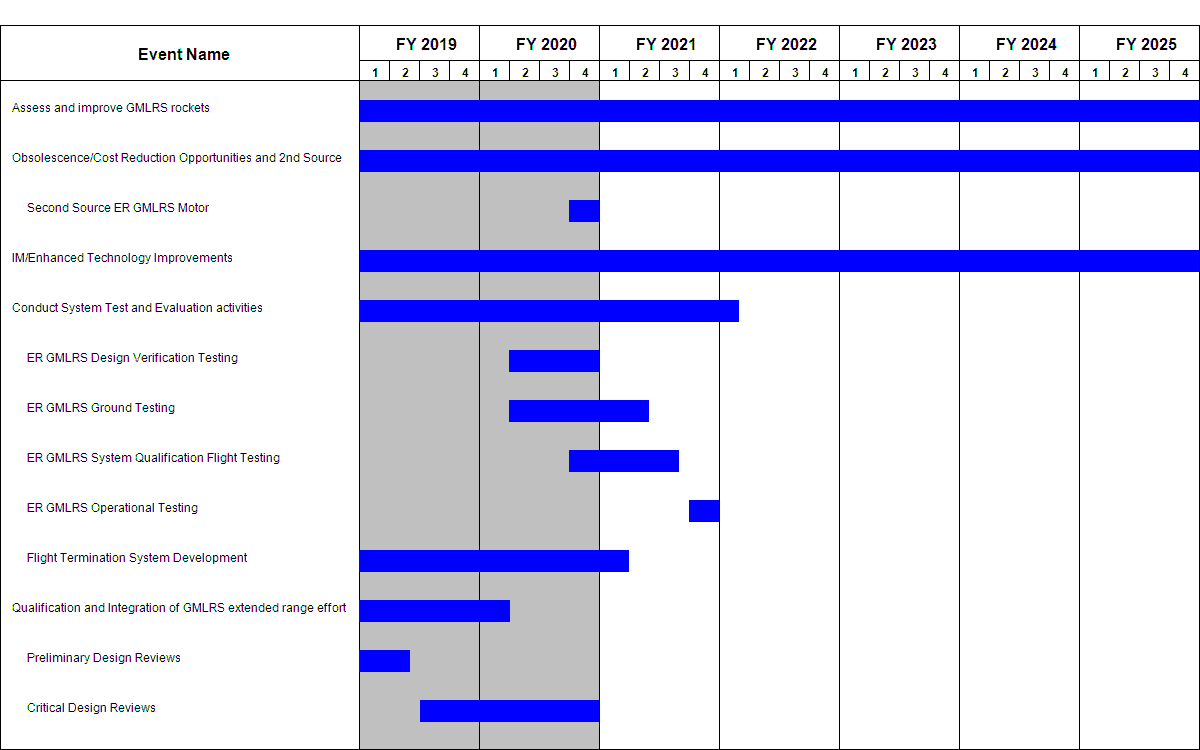 Event Name
FY 2019 FY 2020 FY 2021 FY 2022 FY 2023 FY 2024 FY 2025
1 2 3 4 1 2 3 4 1 2 3 4 1 2 3 4 1 2 3 4 1 2 3 4 1 2 3 4
Assess and improve GMLRS rockets
Obsolescence/Cost Reduction Opportunities and 2nd Source
Second Source ER GMLRS Motor
IM/Enhanced Technology Improvements
Conduct System Test and Evaluation activities
ER GMLRS Design Verification Testing
ER GMLRS Ground Testing
ER GMLRS System Qualification Flight Testing
ER GMLRS Operational Testing
Flight Termination System Development
Qualification and Integration of GMLRS extended range effort
Preliminary Design Reviews
Critical Design Reviews